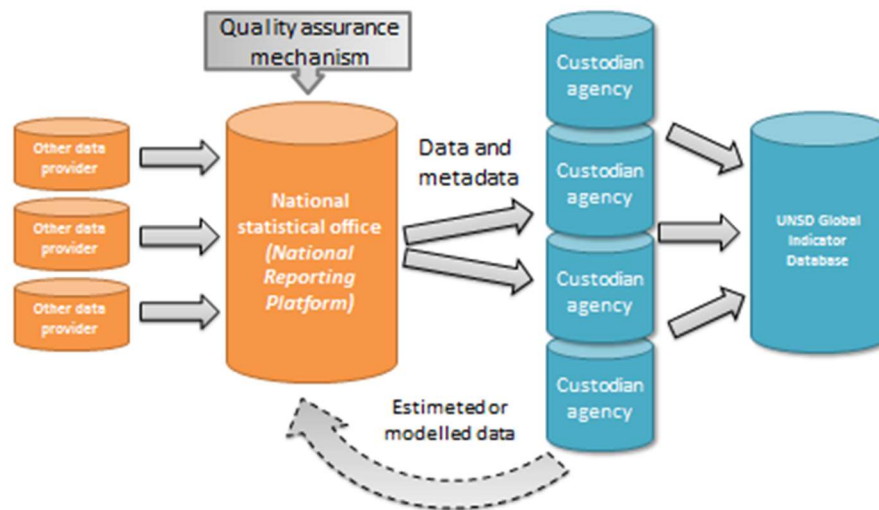 Quality assurance
mechanism
Other data
provider
Other data
provider
Other data
provider
National
statistical office
(National
Reporting
Platform)
Data and
metadata
Estimeted or
modelled data
Custodian
agency
Custodian
agency
Custodian
agency
Custodian
agency
UNSD Global
Indicator
Database